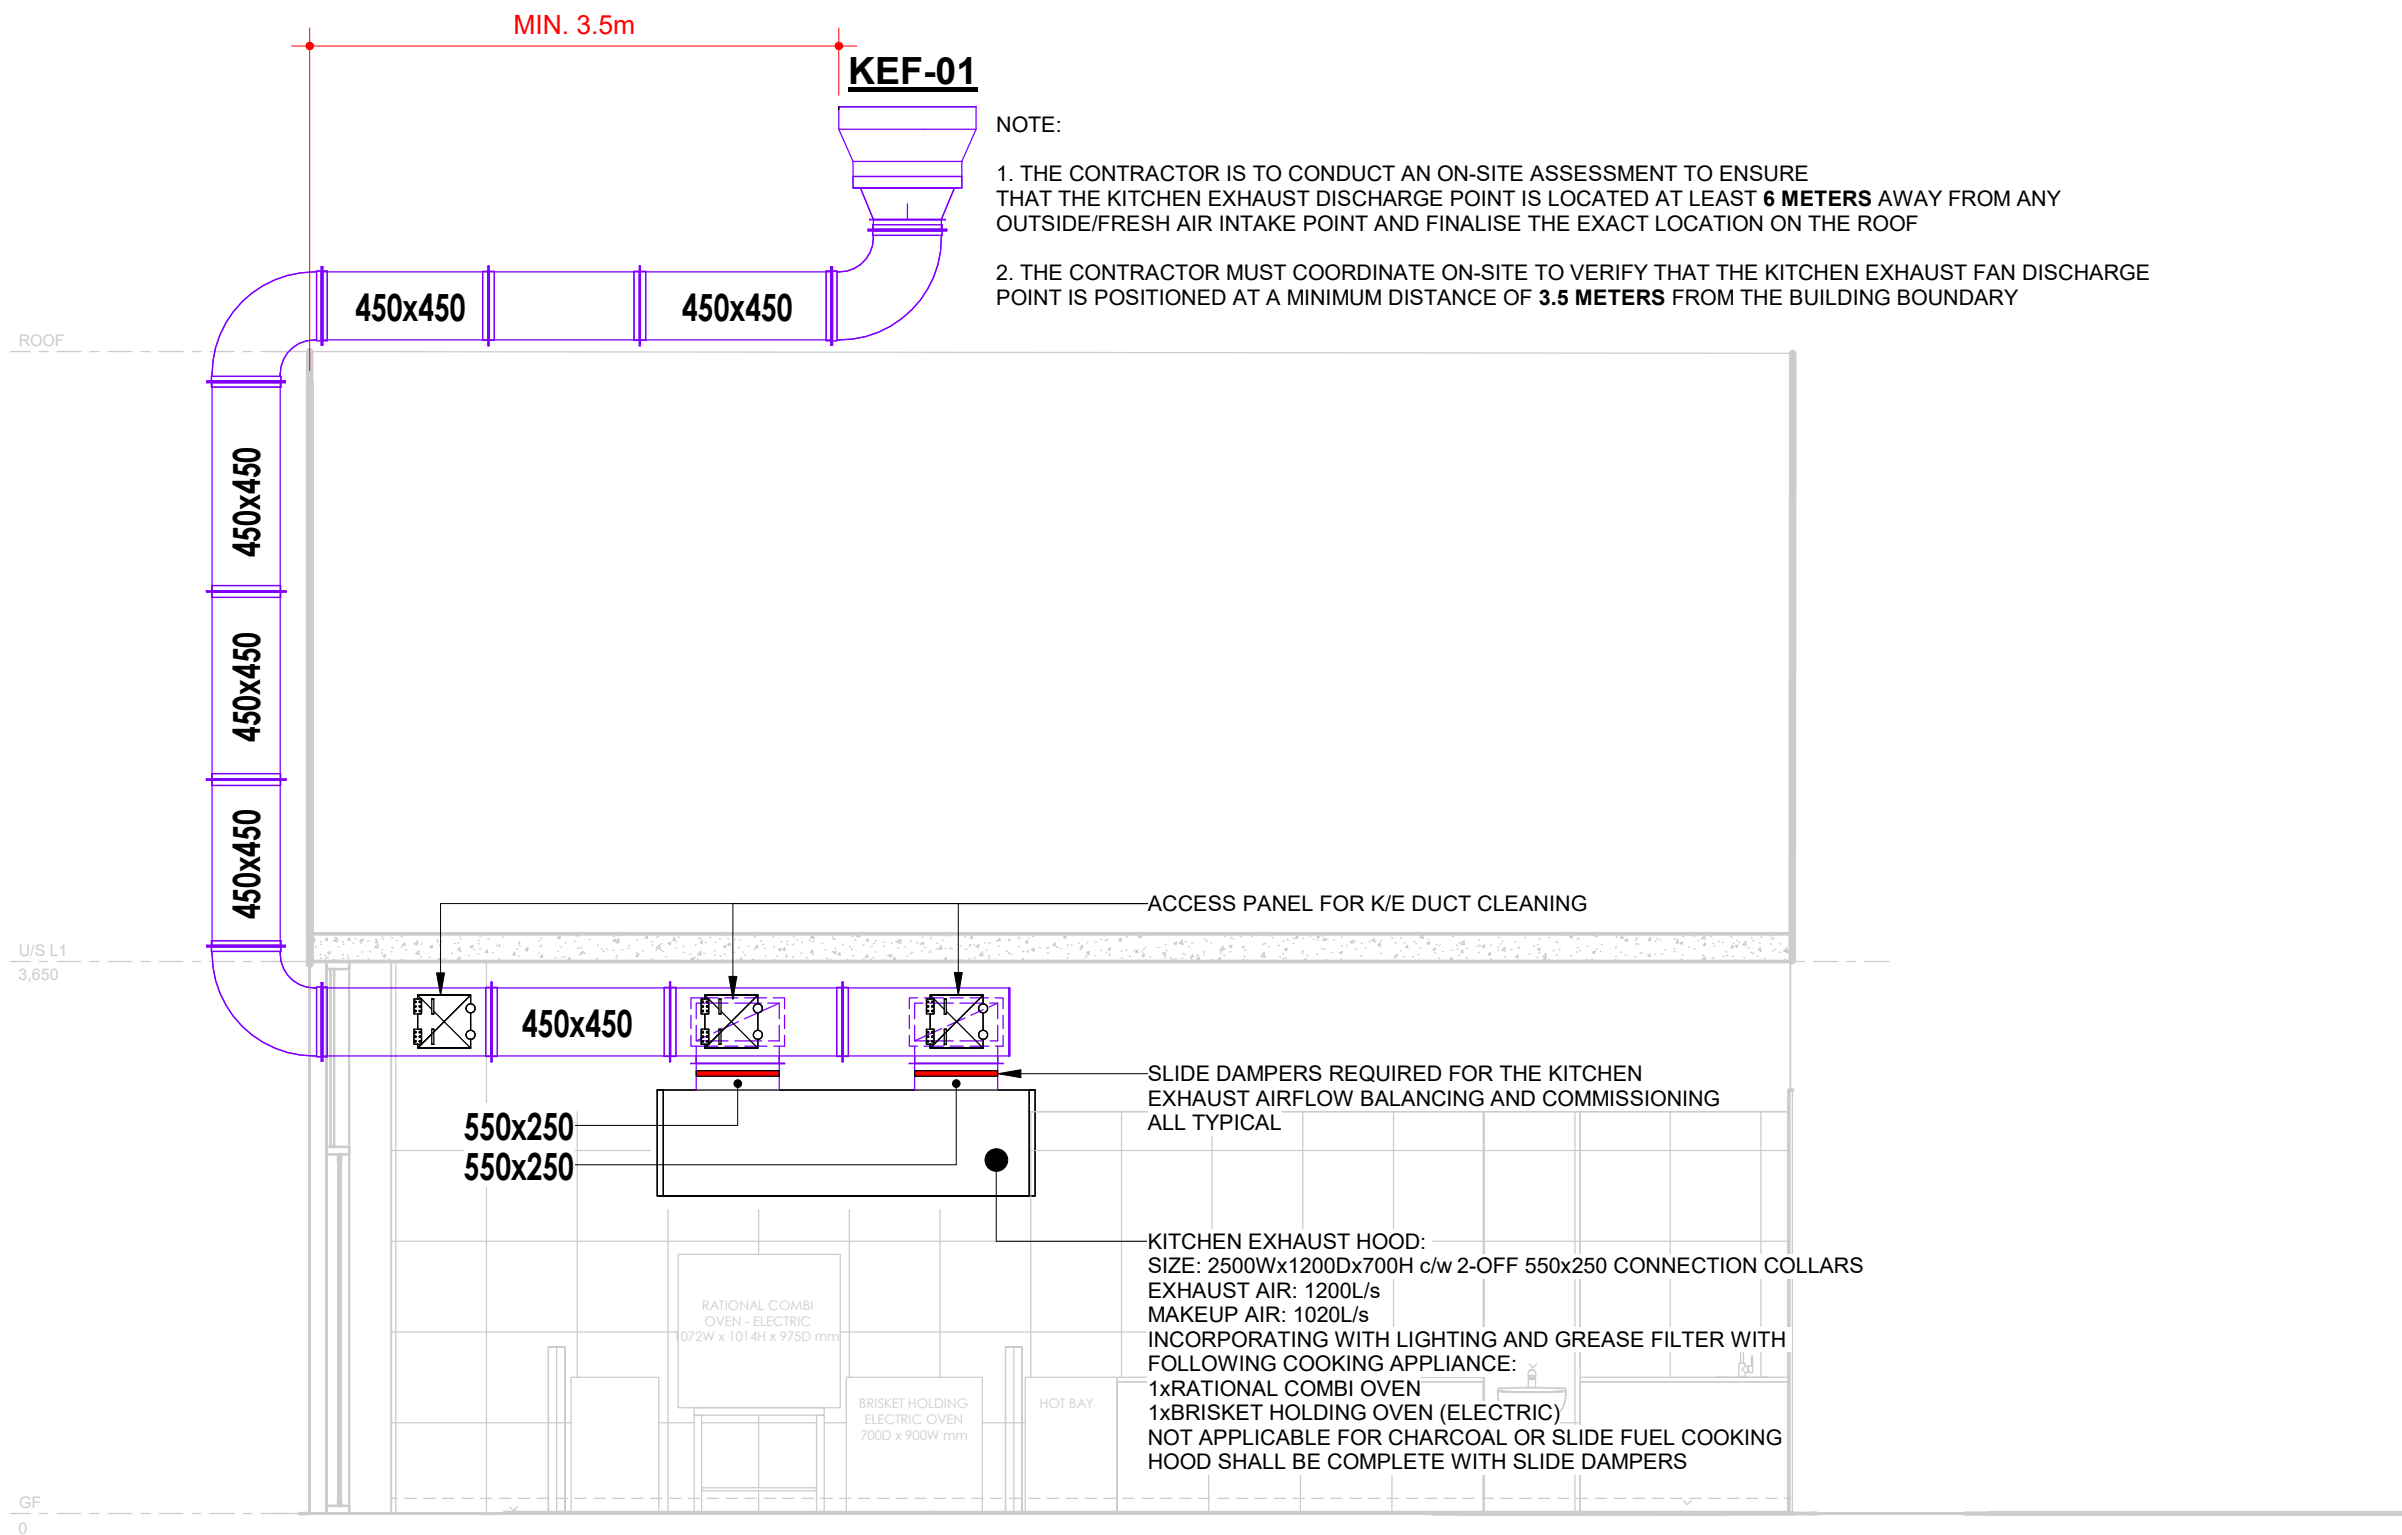 MIN. 3.5m
KEF-01
NOTE:
1. THE CONTRACTOR IS TO CONDUCT AN ON-SITE ASSESSMENT TO ENSURE
THAT THE KITCHEN EXHAUST DISCHARGE POINT IS LOCATED AT LEAST 6 METERS AWAY FROM ANY
OUTSIDE/FRESH AIR INTAKE POINT AND FINALISE THE EXACT LOCATION ON THE ROOF
2. THE CONTRACTOR MUST COORDINATE ON-SITE TO VERIFY THAT THE KITCHEN EXHAUST FAN DISCHARGE
POINT IS POSITIONED AT A MINIMUM DISTANCE OF 3.5 METERS FROM THE BUILDING BOUNDARY
450x450
450x450
ROOF
450x450
450x450
450x450
ACCESS PANEL FOR K/E DUCT CLEANING
U/S L1
3,650
450x450
SLIDE DAMPERS REQUIRED FOR THE KITCHEN
EXHAUST AIRFLOW BALANCING AND COMMISSIONING
ALL TYPICAL
550x250
550x250
KITCHEN EXHAUST HOOD:
SIZE: 2500Wx1200Dx700H c/w 2-OFF 550x250 CONNECTION COLLARS
EXHAUST AIR: 1200L/s
MAKEUP AIR: 1020L/s
INCORPORATING WITH LIGHTING AND GREASE FILTER WITH
FOLLOWING COOKING APPLIANCE:
1xRATIONAL COMBI OVEN
1xBRISKET HOLDING OVEN (ELECTRIC)
NOT APPLICABLE FOR CHARCOAL OR SLIDE FUEL COOKING
HOOD SHALL BE COMPLETE WITH SLIDE DAMPERS
RATIONAL COMBI
OVEN - ELECTRIC
1072W x 1014H x 975D mm
BRISKET HOLDING
ELECTRIC OVEN
700D x 900W mm
HOT BAY
GF
0